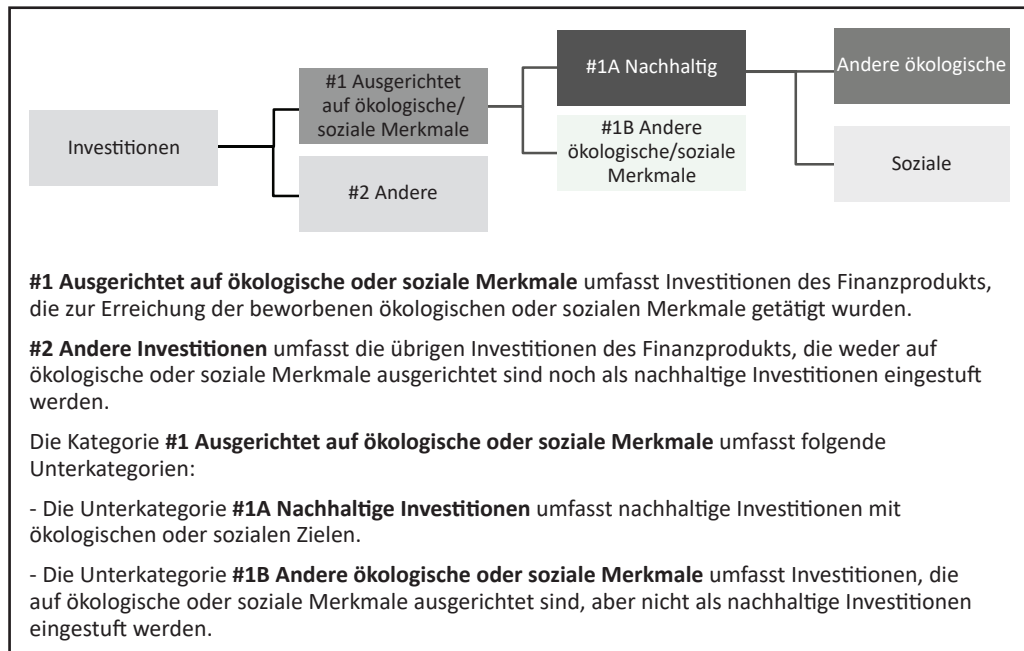 Investitionen
#1 Ausgerichtet
auf ökologische/
soziale Merkmale
#2 Andere
#1A Nachhaltig
#1B Andere
ökologische/soziale
Merkmale
Andere ökologische
Soziale
#1 Ausgerichtet auf ökologische oder soziale Merkmale umfasst Investitionen des Finanzprodukts,
die zur Erreichung der beworbenen ökologischen oder sozialen Merkmale getätigt wurden.
#2 Andere Investitionen umfasst die übrigen Investitionen des Finanzprodukts, die weder auf
ökologische oder soziale Merkmale ausgerichtet sind noch als nachhaltige Investitionen eingestuft
werden.
Die Kategorie #1 Ausgerichtet auf ökologische oder soziale Merkmale umfasst folgende
Unterkategorien:
- Die Unterkategorie #1A Nachhaltige Investitionen umfasst nachhaltige Investitionen mit
ökologischen oder sozialen Zielen.
- Die Unterkategorie #1B Andere ökologische oder soziale Merkmale umfasst Investitionen, die
auf ökologische oder soziale Merkmale ausgerichtet sind, aber nicht als nachhaltige Investitionen
eingestuft werden.